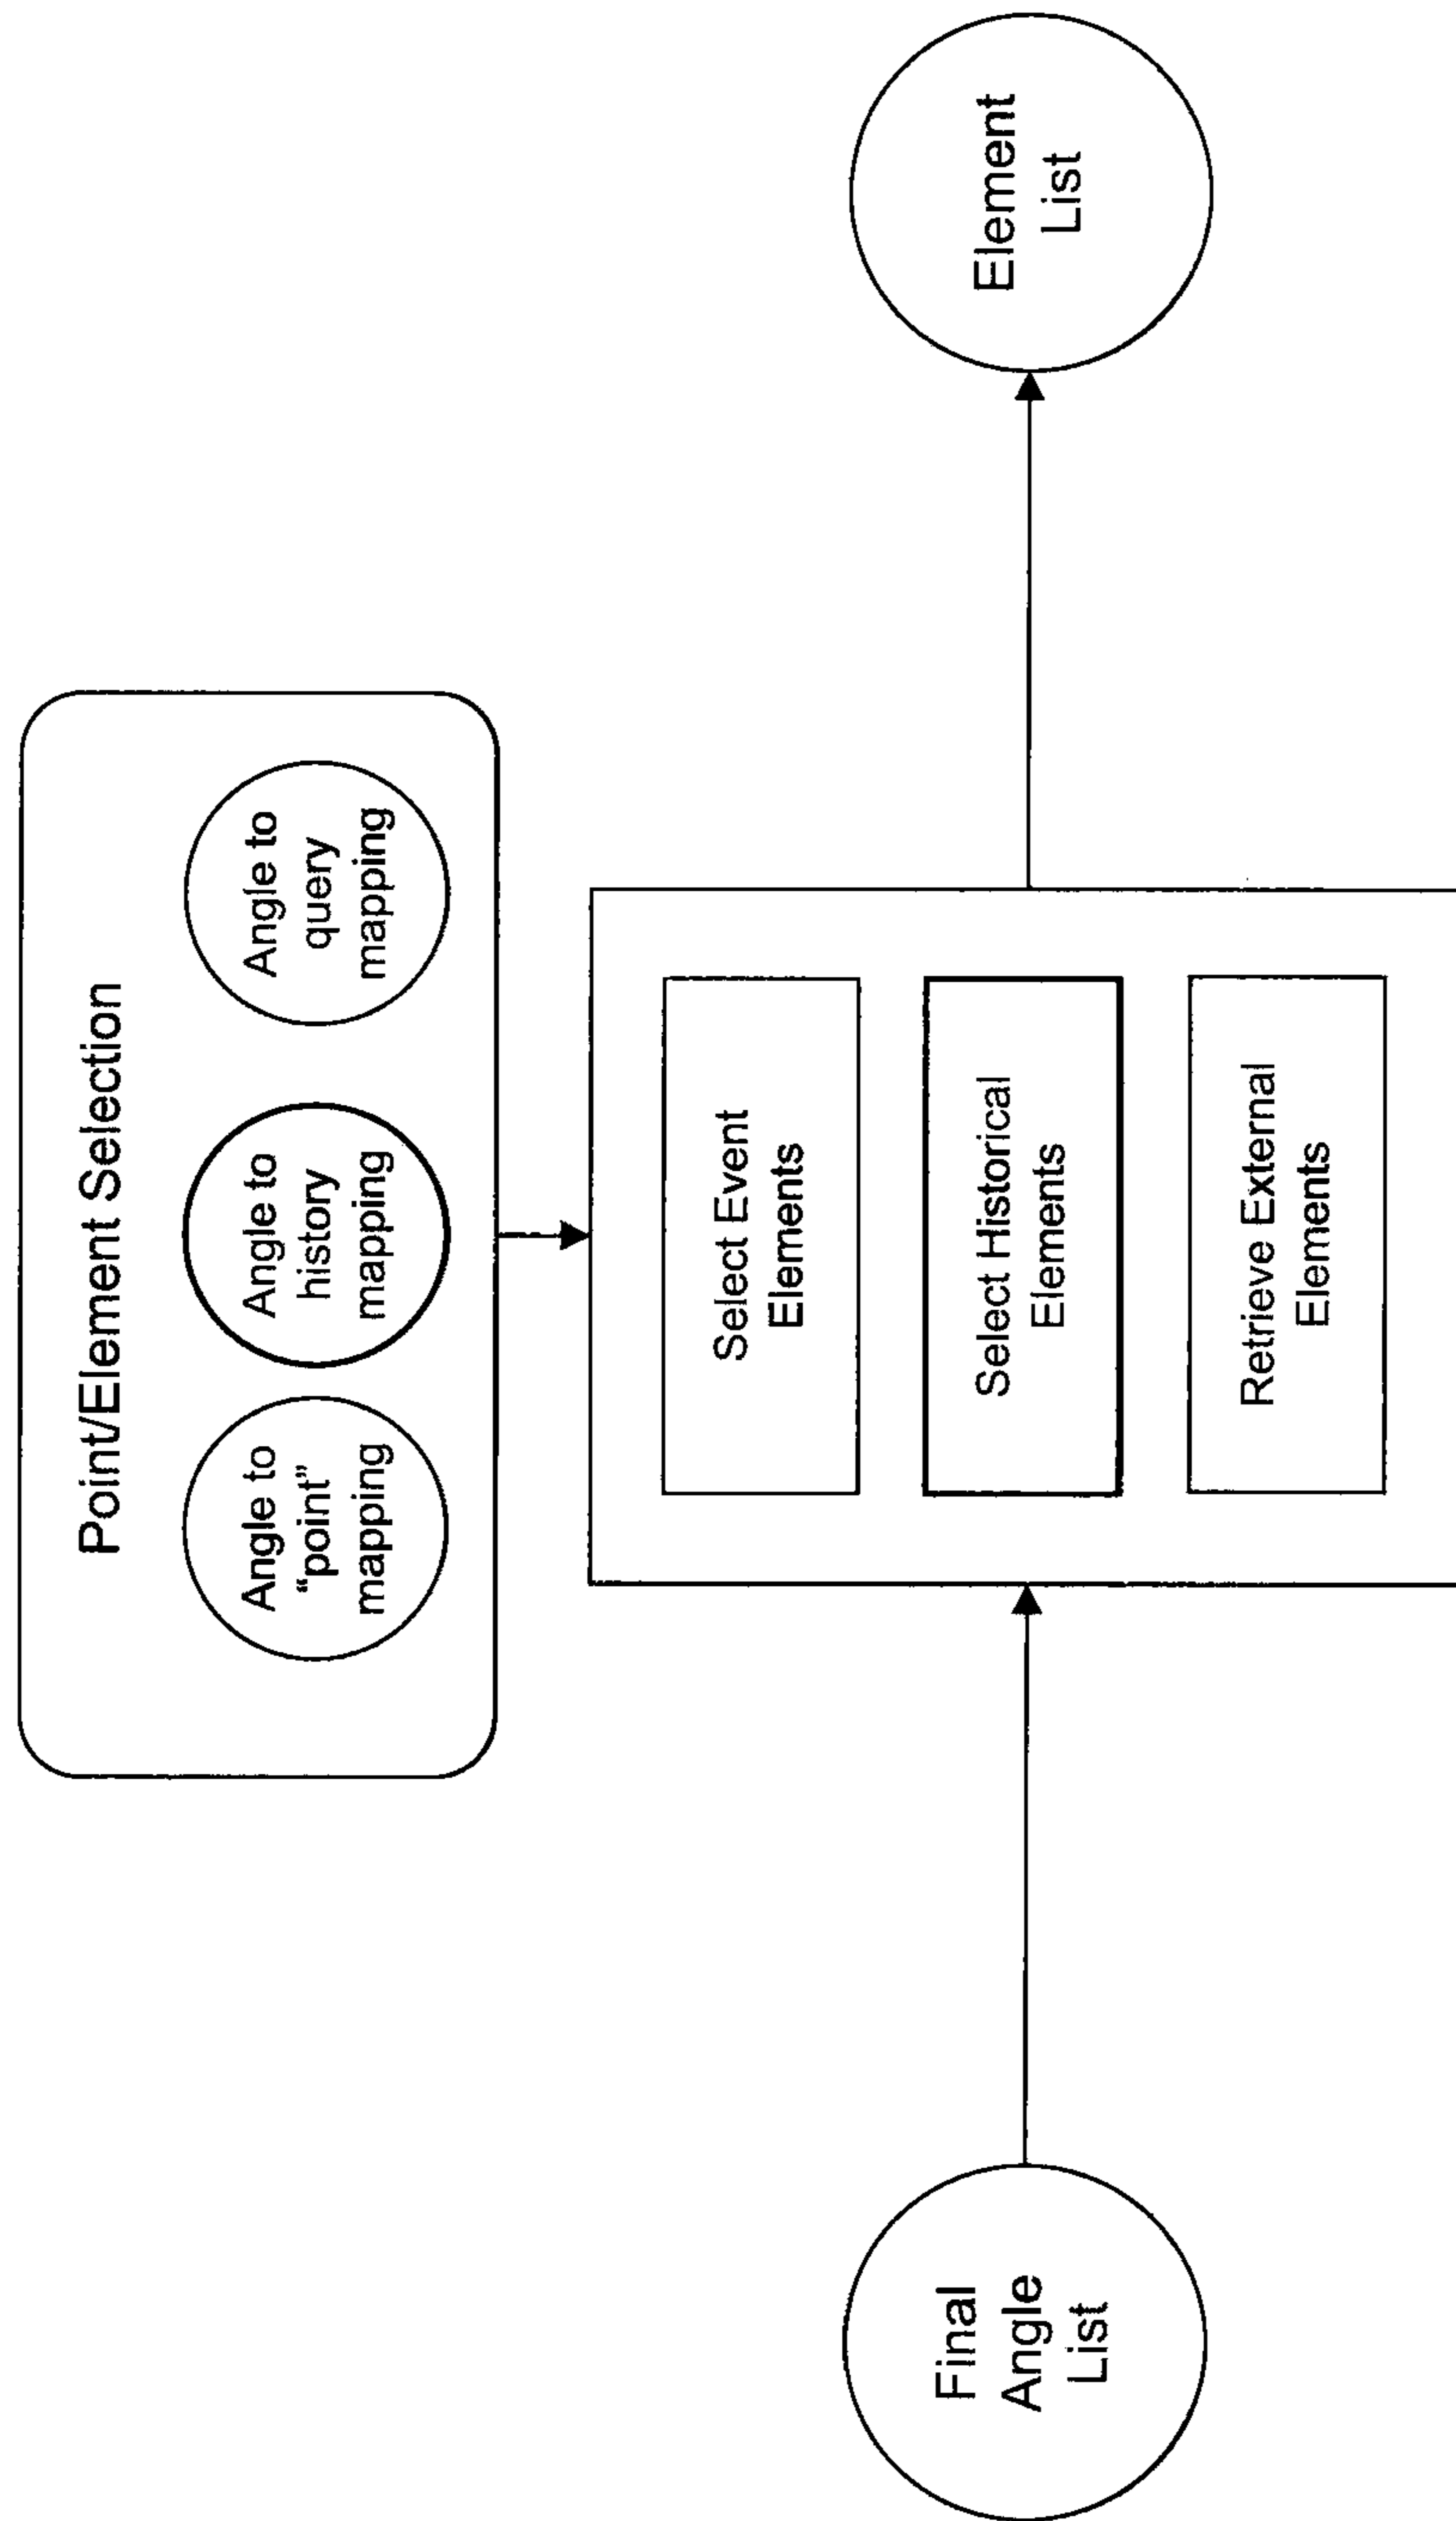 Point/Element Selection
Angle to
“point”
mapping
Angle to
history
mapping
Angle to
query
mapping
Final
Angle
List
Select Event
Elements
Select Historical
Elements
Retrieve External
Elements
Element
List